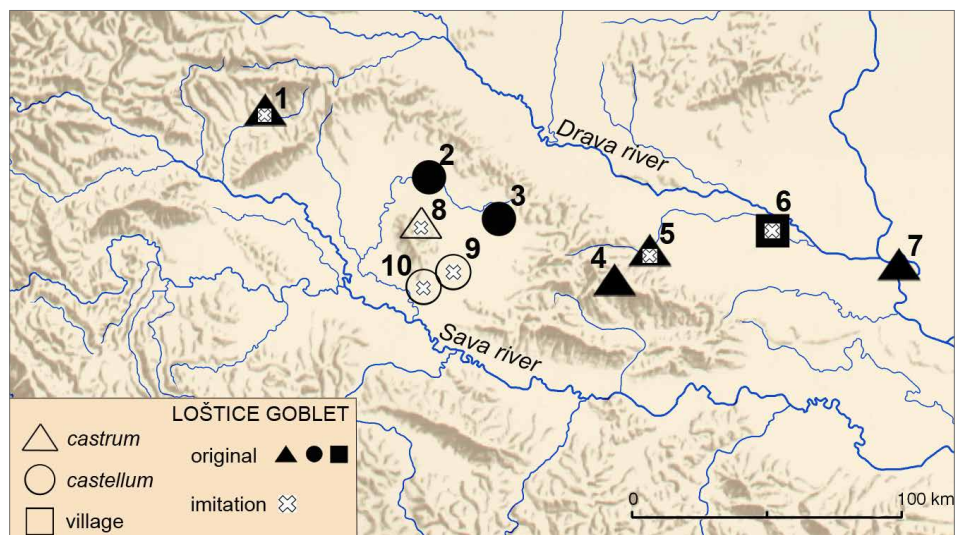 1
Drava river
2
3
6
8
5
7
9
4
10
Sava river
LOŠTICE GOBLET
castrum
original
castellum
imitation
village
0
100 km